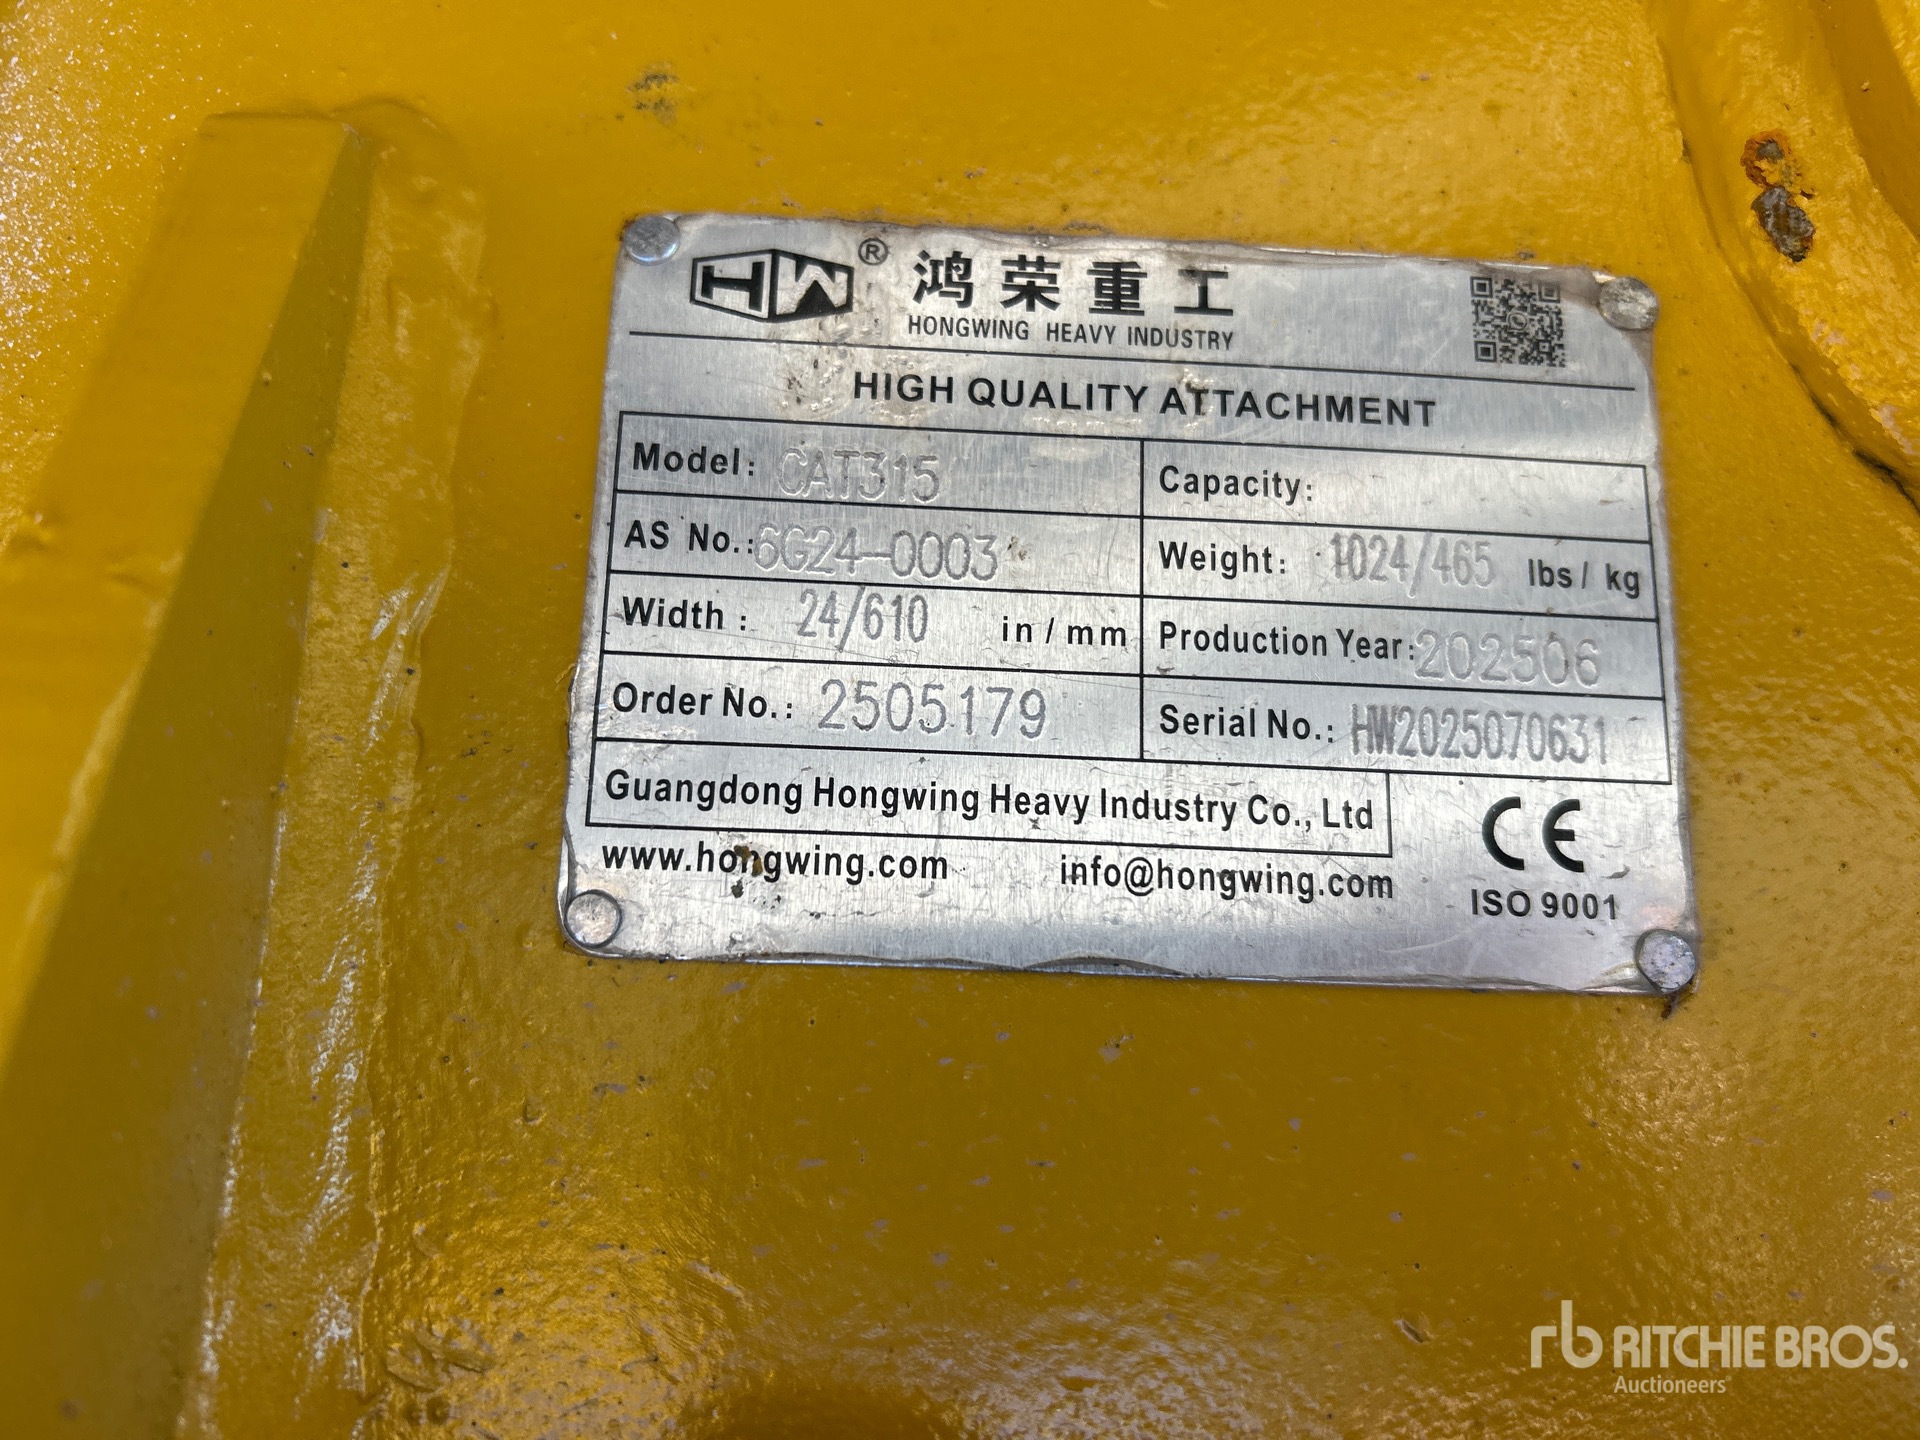 HW® 鸿荣重工
HONGWING HEAVY INDUSTRY
HIGH QUALITY ATTACHMENT
Model: CAT315
Capacity:
AS No.: 6G24-0003
Weight: 1024/465 lbs / kg
Width : 24/610 in / mm
Production Year: 202506
Order No.: 2505179
Serial No.: HW2025070631
Guangdong Hongwing Heavy Industry Co., Ltd
www.hongwing.com info@hongwing.com
CE
ISO 9001
rb RITCHIE BROS.
Auctioneers